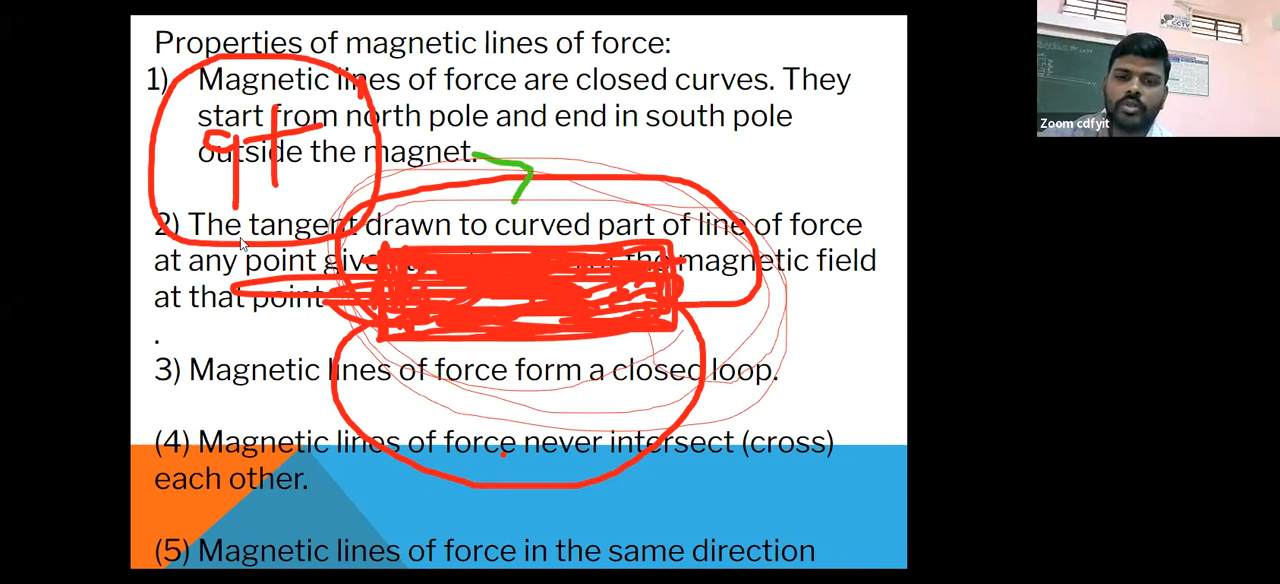 Properties of magnetic lines of force:
1) Magnetic lines of force are closed curves. They
start from north pole and end in south pole
outside the magnet.
2) The tangent drawn to curved part of line of force
at any point gives the magnetic field
at that point
.
3) Magnetic lines of force form a closed loop.
(4) Magnetic lines of force never intersect (cross)
each other.
(5) Magnetic lines of force in the same direction
Zoom cdfyit
CCTV